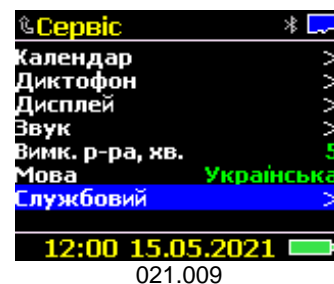 Сервіс
Календар >
Диктофон >
Дисплей >
Звук >
Вимк. р-ра, хв. 5
Мова Українська
Службовий >
12:00 15.05.2021
021.009